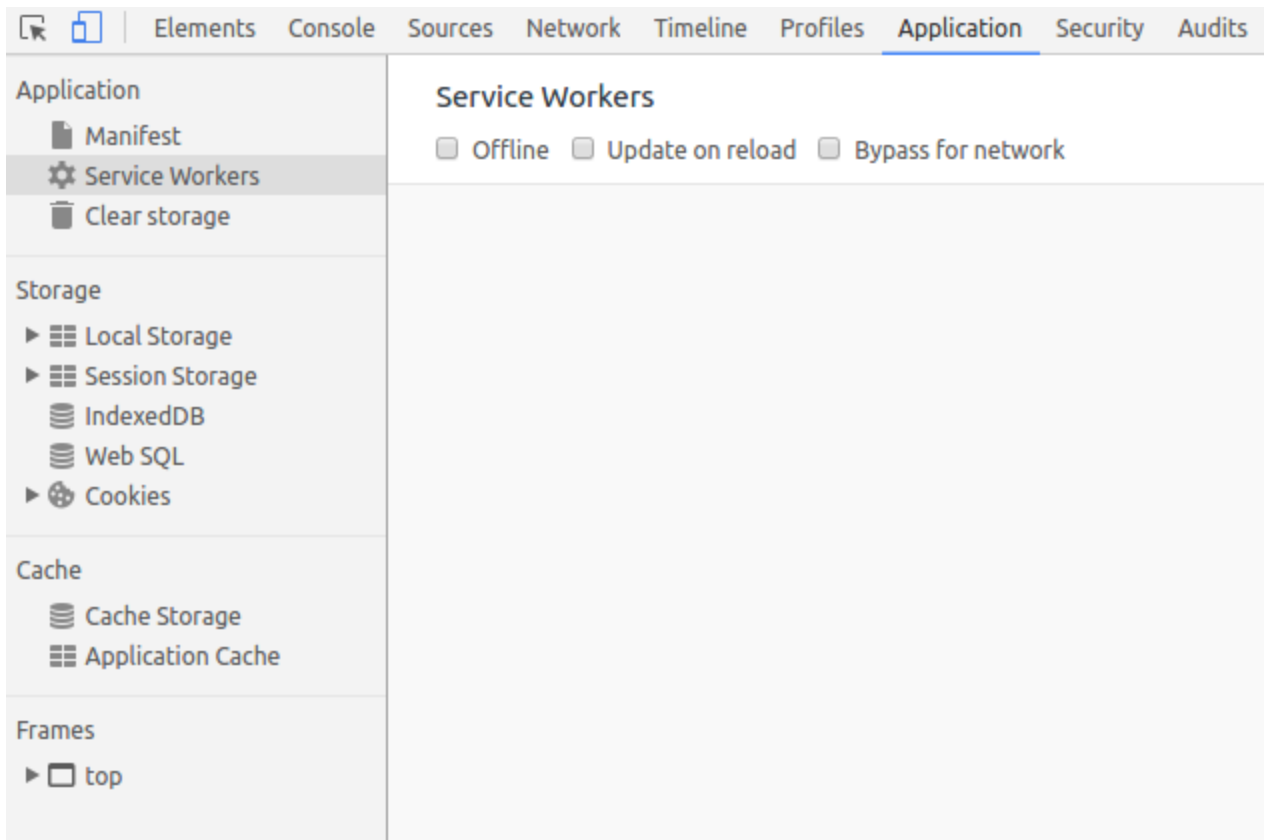 Elements Console Sources Network Timeline Profiles Application Security Audits
Application
Manifest
Service Workers
Clear storage
Storage
Local Storage
Session Storage
IndexedDB
Web SQL
Cookies
Cache
Cache Storage
Application Cache
Frames
top
Service Workers
Offline Update on reload Bypass for network